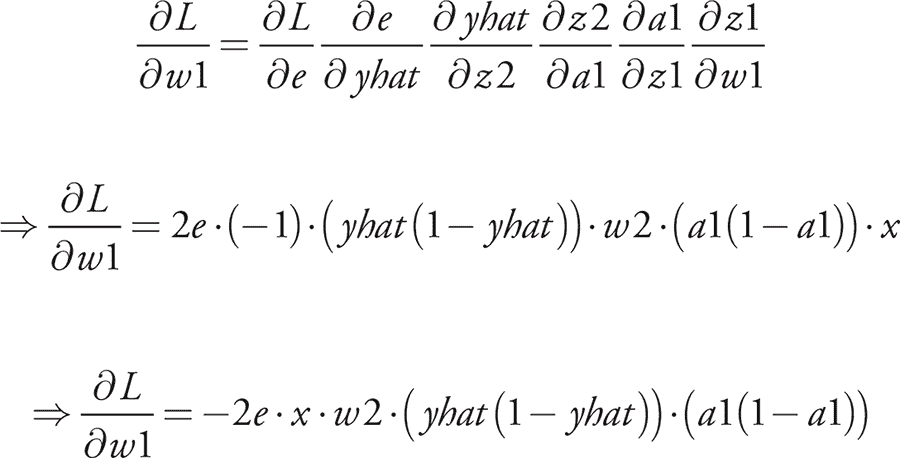 ∂L/∂w1 = ∂L/∂e ∂e/∂yhat ∂yhat/∂z2 ∂z2/∂a1 ∂a1/∂z1 ∂z1/∂w1
⇒ ∂L/∂w1 = 2e · (−1) · (yhat(1 − yhat)) · w2 · (a1(1 − a1)) · x
⇒ ∂L/∂w1 = −2e · x · w2 · (yhat(1 − yhat)) · (a1(1 − a1))